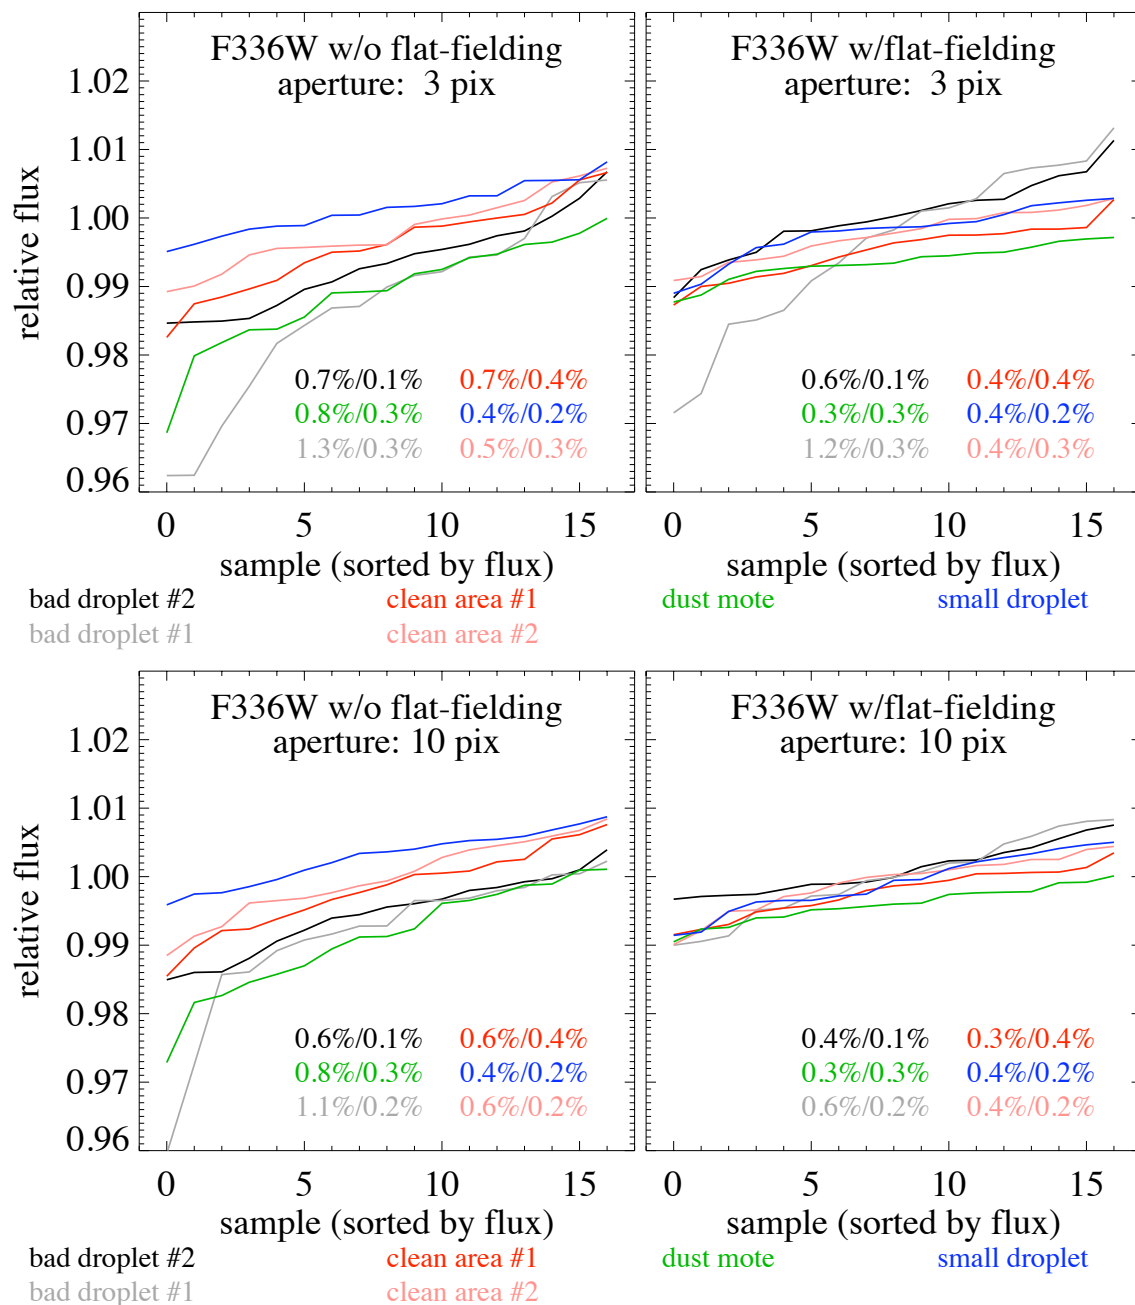 F336W w/o flat-fielding
aperture:  3 pix
F336W w/flat-fielding
aperture:  3 pix
relative flux
1.02
1.01
1.00
0.99
0.98
0.97
0.96
0.7%/0.1% 0.7%/0.4%
0.8%/0.3% 0.4%/0.2%
1.3%/0.3% 0.5%/0.3%
0.6%/0.1% 0.4%/0.4%
0.3%/0.3% 0.4%/0.2%
1.2%/0.3% 0.4%/0.3%
0 5 10 15 0 5 10 15
sample (sorted by flux) sample (sorted by flux)
bad droplet #2 clean area #1 dust mote small droplet
bad droplet #1 clean area #2
F336W w/o flat-fielding
aperture: 10 pix
F336W w/flat-fielding
aperture: 10 pix
relative flux
1.02
1.01
1.00
0.99
0.98
0.97
0.96
0.6%/0.1% 0.6%/0.4%
0.8%/0.3% 0.4%/0.2%
1.1%/0.2% 0.6%/0.2%
0.4%/0.1% 0.3%/0.4%
0.3%/0.3% 0.4%/0.2%
0.6%/0.2% 0.4%/0.2%
0 5 10 15 0 5 10 15
sample (sorted by flux) sample (sorted by flux)
bad droplet #2 clean area #1 dust mote small droplet
bad droplet #1 clean area #2